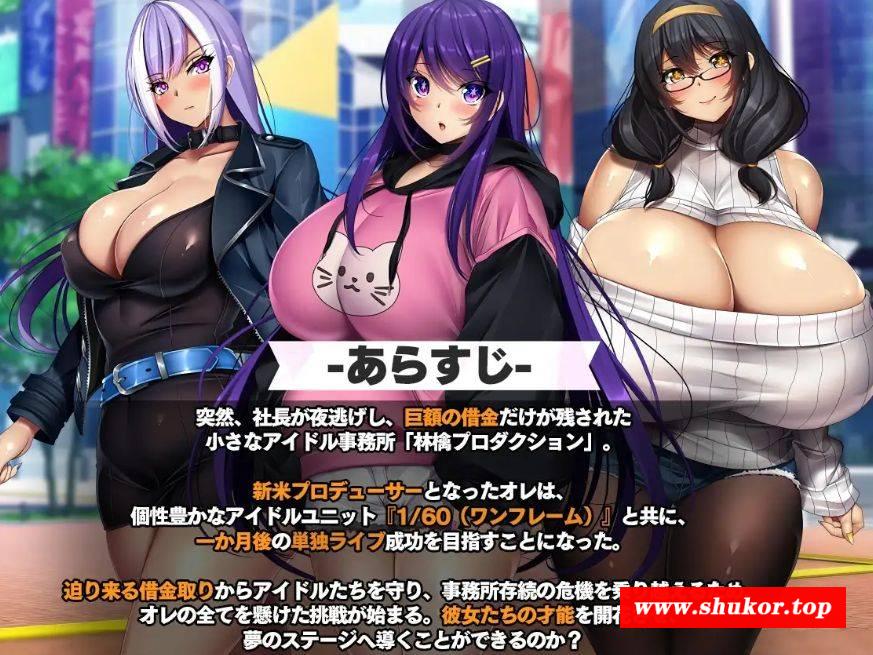 -あらすじ-
突然、社長が夜逃げし、巨額の借金だけが残された
小さなアイドル事務所「林檎プロダクション」。
新米プロデューサーとなったオレは、
個性豊かなアイドルユニット『1/60（ワンフレーム）』と共に、
一か月後の単独ライブ成功を目指すことになった。
迫り来る借金取りからアイドルたちを守り、事務所存続の危機を乗り越えるため
オレの全てを懸けた挑戦が始まる。彼女たちの才能を開花
www.shukor.top
夢のステージへ導くことができるのか？